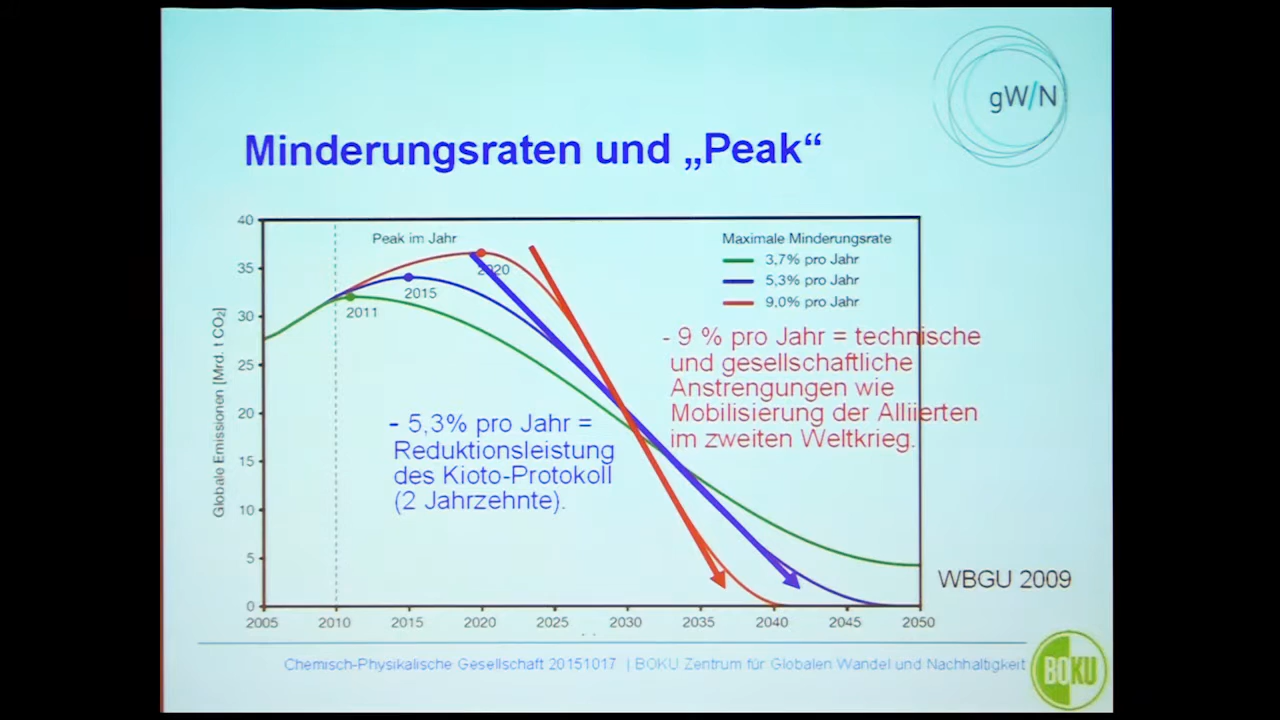 gW/N
Minderungsraten und „Peak“
40
35
30
25
20
15
10
5
0
Globale Emissionen [Mrd. t CO2]
Peak im Jahr
2020
2015
2011
Maximale Minderungsrate
3,7% pro Jahr
5,3% pro Jahr
9,0% pro Jahr
- 9 % pro Jahr = technische
und gesellschaftliche
Anstrengungen wie
Mobilisierung der Alliierten
im zweiten Weltkrieg.
- 5,3% pro Jahr =
Reduktionsleistung
des Kioto-Protokoll
(2 Jahrzehnte).
WBGU 2009
2005 2010 2015 2020 2025 2030 2035 2040 2045 2050
Chemisch-Physikalische Gesellschaft 20151017 | BOKU Zentrum für Globalen Wandel und Nachhaltigkeit
BOKU